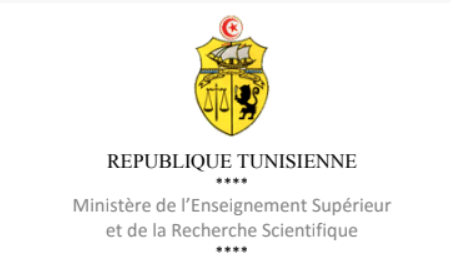 REPUBLIQUE TUNISIENNE
****
Ministère de l'Enseignement Supérieur
et de la Recherche Scientifique
****